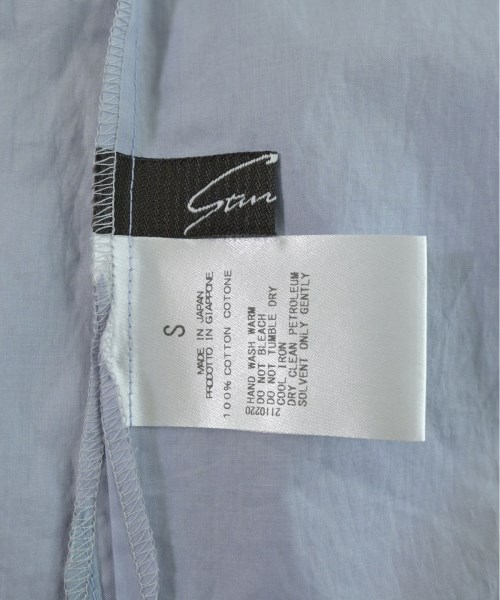 S
MADE IN JAPAN
PRODOTTO IN GIAPPONE
100% COTTON COTONE
2110220
HAND WASH WARM
DO NOT BLEACH
DO NOT TUMBLE DRY
COOL IRON
DRY CLEAN PETROLEUM
SOLVENT ONLY GENTLY